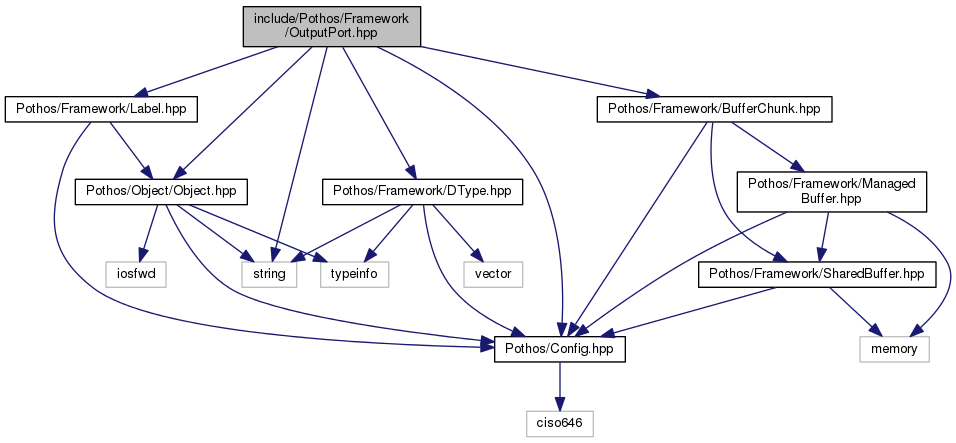 include/Pothos/Framework
/OutputPort.hpp
Pothos/Framework/Label.hpp
Pothos/Framework/BufferChunk.hpp
Pothos/Object/Object.hpp
Pothos/Framework/DType.hpp
Pothos/Framework/Managed
Buffer.hpp
iosfwd
string
typeinfo
vector
Pothos/Framework/SharedBuffer.hpp
Pothos/Config.hpp
memory
ciso646